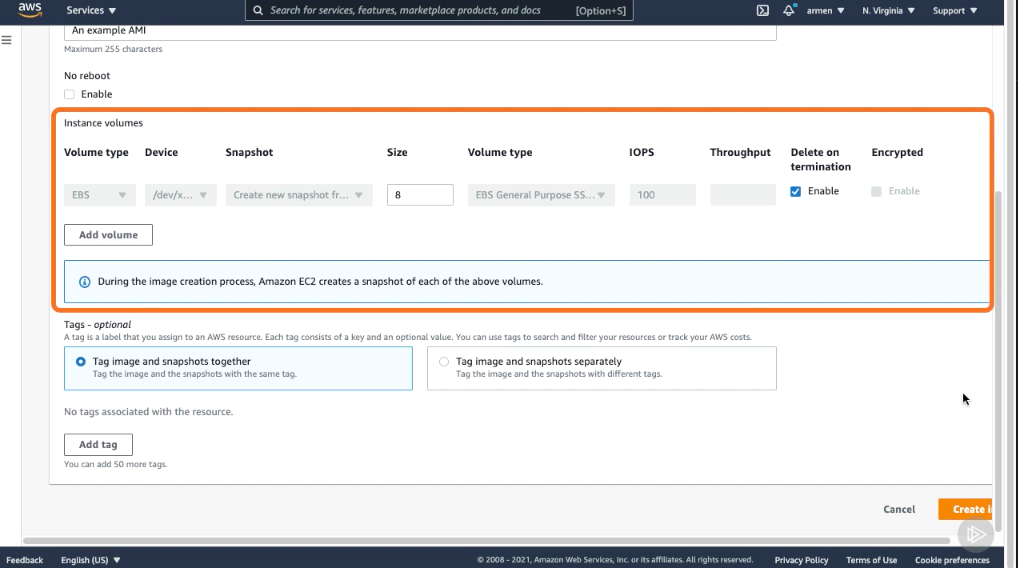 aws Services Search for services, features, marketplace products, and docs [Option+S] armen N. Virginia Support
An example AMI
Maximum 255 characters
No reboot
Enable
Instance volumes
Volume type Device Snapshot Size Volume type IOPS Throughput Delete on termination Encrypted
EBS /dev/x... Create new snapshot fr... 8 EBS General Purpose SS... 100 Enable Enable
Add volume
During the image creation process, Amazon EC2 creates a snapshot of each of the above volumes.
Tags - optional
A tag is a label that you assign to an AWS resource. Each tag consists of a key and an optional value. You can use tags to search and filter your resources or track your AWS costs.
Tag image and snapshots together Tag image and snapshots separately
Tag the image and the snapshots with the same tag. Tag the image and the snapshots with different tags.
No tags associated with the resource.
Add tag
You can add 50 more tags.
Cancel Create i
Feedback English (US) © 2008 - 2021, Amazon Web Services, Inc. or its affiliates. All rights reserved. Privacy Policy Terms of Use Cookie preferences